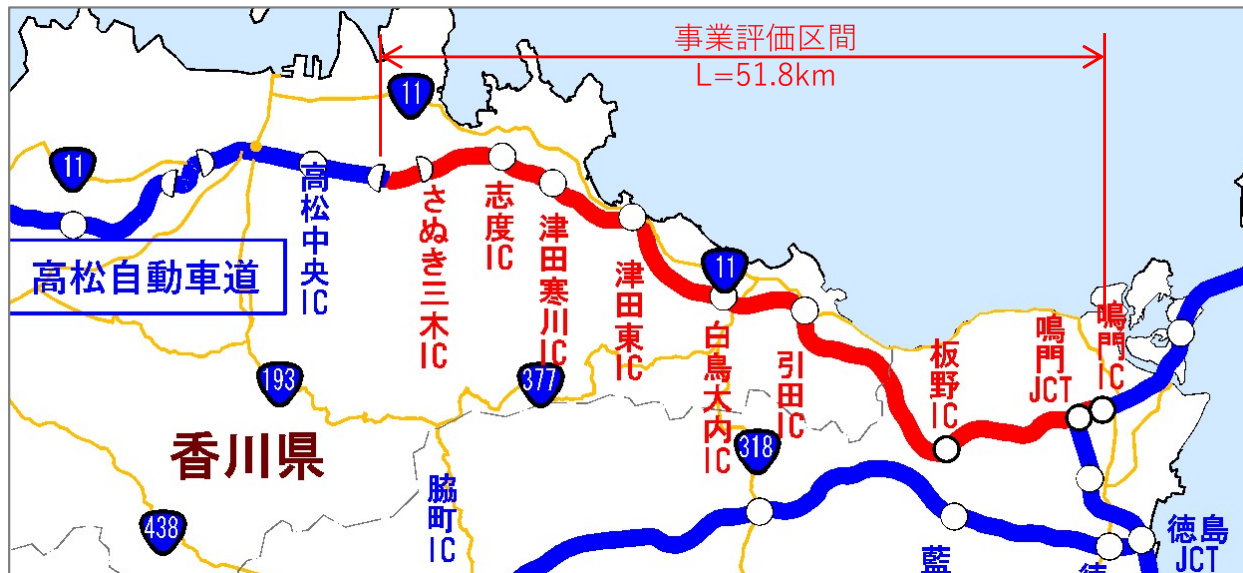 事業評価区間
L=51.8km
11
11
高松自動車道
高松中央IC
さぬき三木IC
志度IC
津田寒川IC
津田東IC
11
白鳥大内IC
引田IC
板野IC
鳴門JCT
鳴門IC
193
377
318
438
香川県
脇町IC
藍
徳島JCT